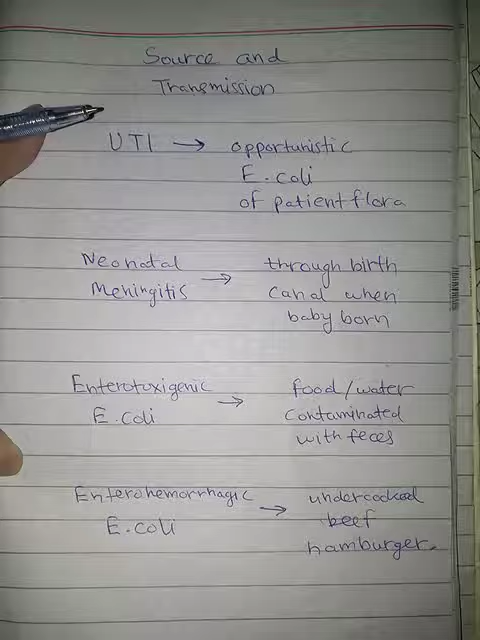 Source and
Transmission
UTI → opportunistic
E. coli
of patient flora
Neonatal
Meningitis → through birth
canal when
baby born
Enterotoxigenic
E. coli → food/water
contaminated
with feces
Enterohemorrhagic
E. coli → undercooked
beef
hamburger.